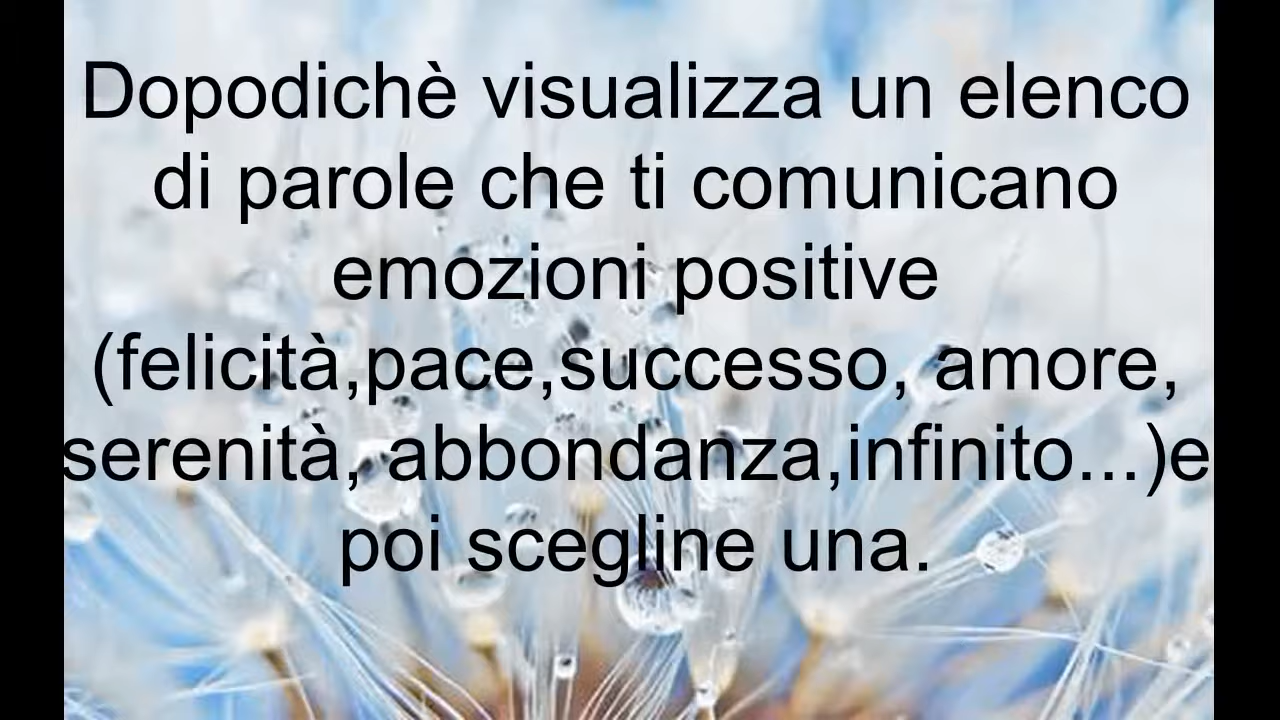 Dopodichè visualizza un elenco
di parole che ti comunicano
emozioni positive
(felicità,pace,successo, amore,
serenità, abbondanza,infinito...)e
poi scegline una.